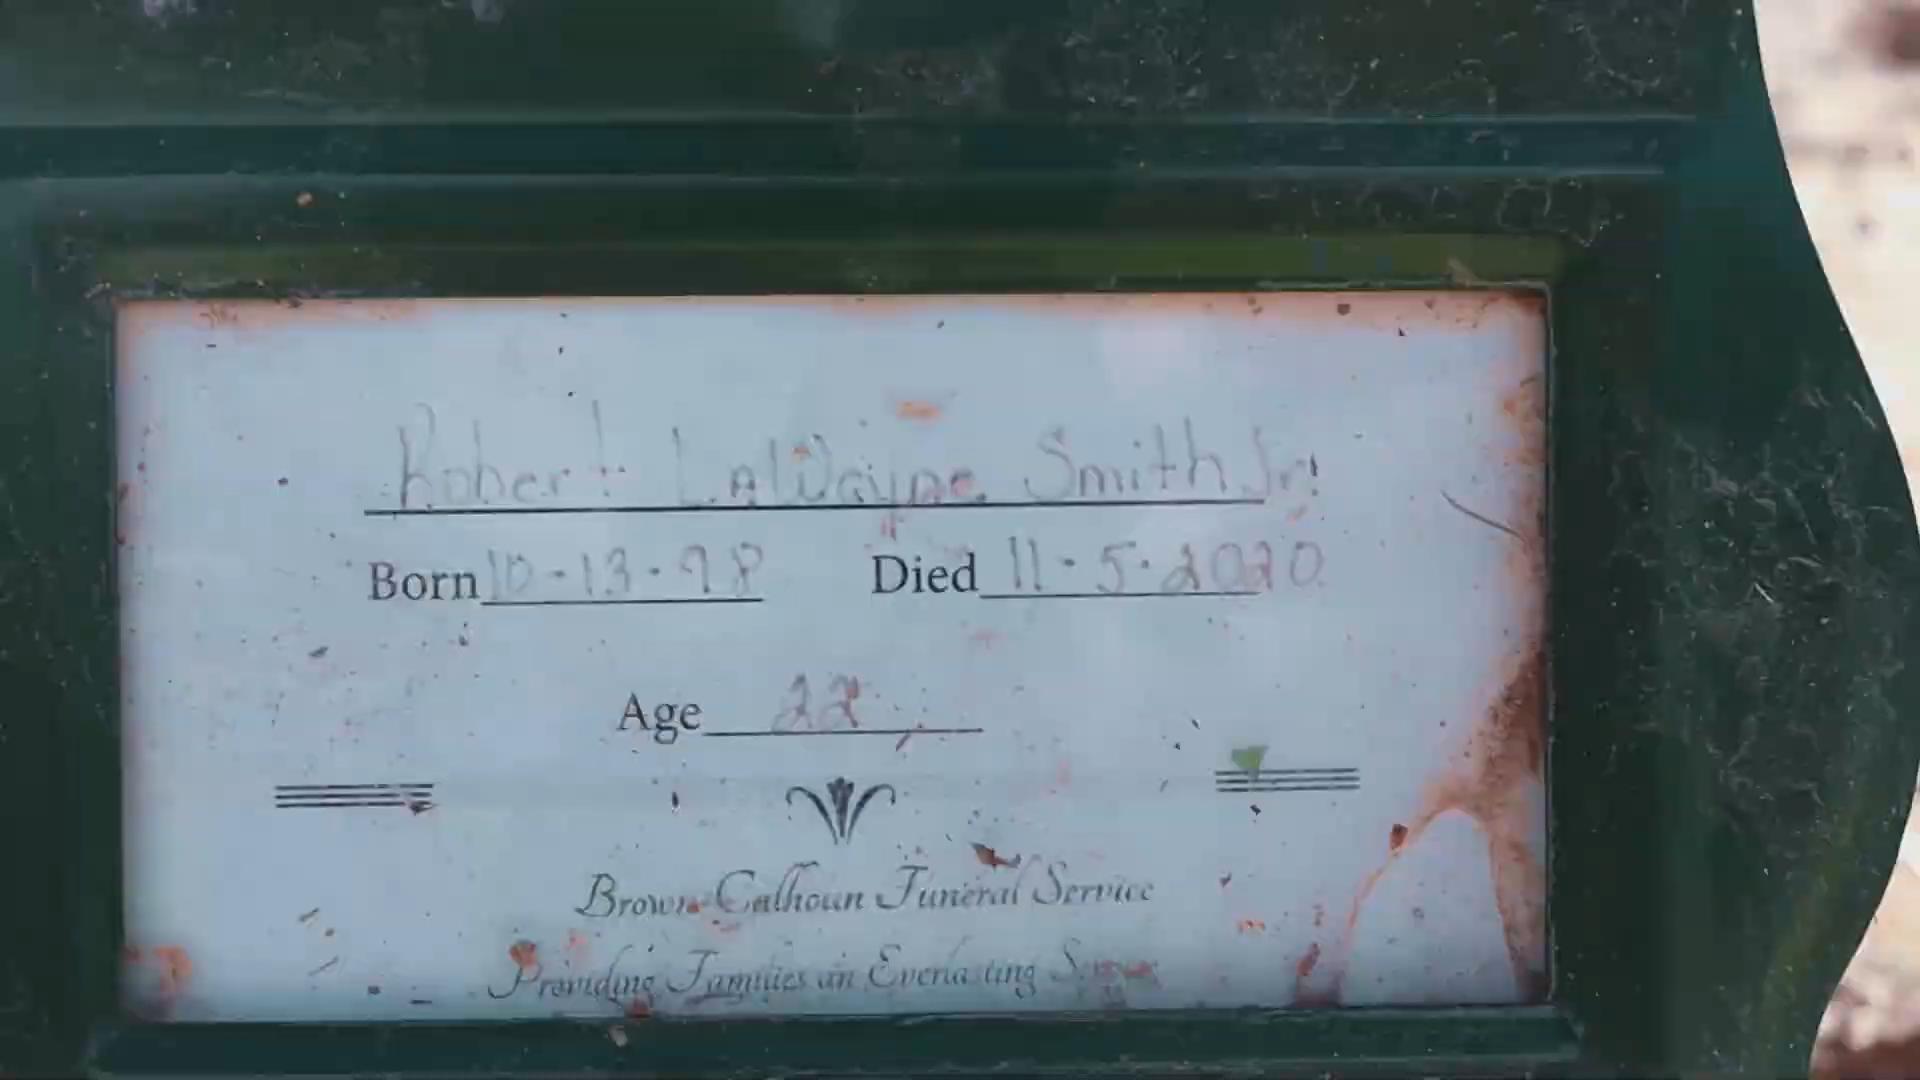 Robert LaWayne Smith Jr.
Born 10-13-98 Died 11-5-2020
Age 22
Brown-Calhoun Funeral Service
Providing Families an Everlasting Service